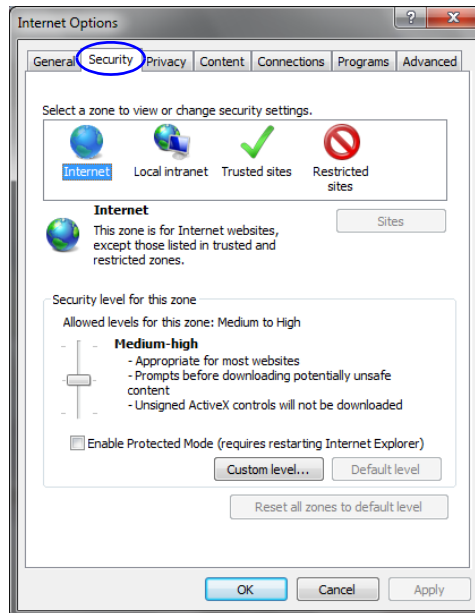 Internet Options
?
X
General Security Privacy Content Connections Programs Advanced
Select a zone to view or change security settings.
Internet Local intranet Trusted sites Restricted sites
Internet
Sites
This zone is for Internet websites,
except those listed in trusted and
restricted zones.
Security level for this zone
Allowed levels for this zone: Medium to High
Medium-high
- Appropriate for most websites
- Prompts before downloading potentially unsafe
content
- Unsigned ActiveX controls will not be downloaded
Enable Protected Mode (requires restarting Internet Explorer)
Custom level... Default level
Reset all zones to default level
OK Cancel Apply